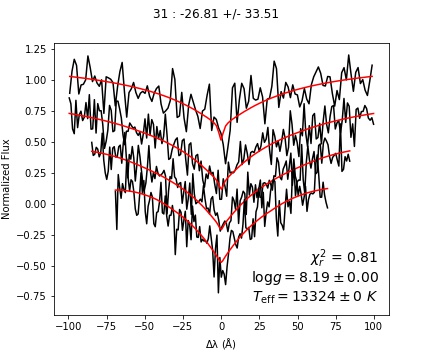 31 : -26.81 +/- 33.51
1.25
1.00
0.75
0.50
0.25
0.00
−0.25
−0.50
−0.75
Normalized Flux
χ²ᵣ = 0.81
logg = 8.19 ± 0.00
Teff = 13324 ± 0 K
−100 −75 −50 −25 0 25 50 75 100
Δλ (Å)